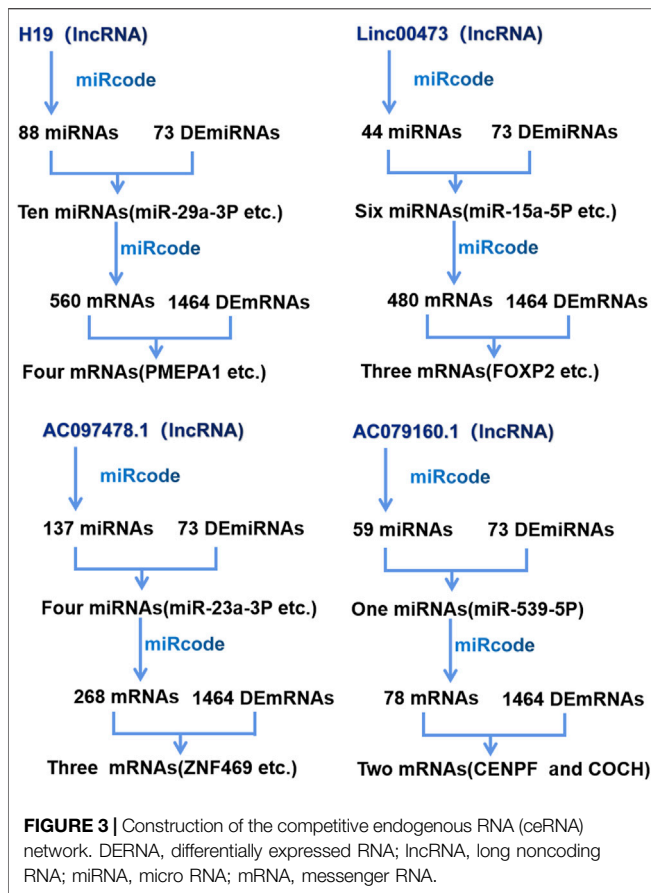 H19 (lncRNA)
miRcode
88 miRNAs 73 DEmiRNAs
Ten miRNAs(miR-29a-3P etc.)
miRcode
560 mRNAs 1464 DEmRNAs
Four mRNAs(PMEPA1 etc.)
Linc00473 (lncRNA)
miRcode
44 miRNAs 73 DEmiRNAs
Six miRNAs(miR-15a-5P etc.)
miRcode
480 mRNAs 1464 DEmRNAs
Three mRNAs(FOXP2 etc.)
AC097478.1 (lncRNA)
miRcode
137 miRNAs 73 DEmiRNAs
Four miRNAs(miR-23a-3P etc.)
miRcode
268 mRNAs 1464 DEmRNAs
Three mRNAs(ZNF469 etc.)
AC079160.1 (lncRNA)
miRcode
59 miRNAs 73 DEmiRNAs
One miRNAs(miR-539-5P)
miRcode
78 mRNAs 1464 DEmRNAs
Two mRNAs(CENPF and COCH)
FIGURE 3 | Construction of the competitive endogenous RNA (ceRNA)
network. DERNA, differentially expressed RNA; lncRNA, long noncoding
RNA; miRNA, micro RNA; mRNA, messenger RNA.